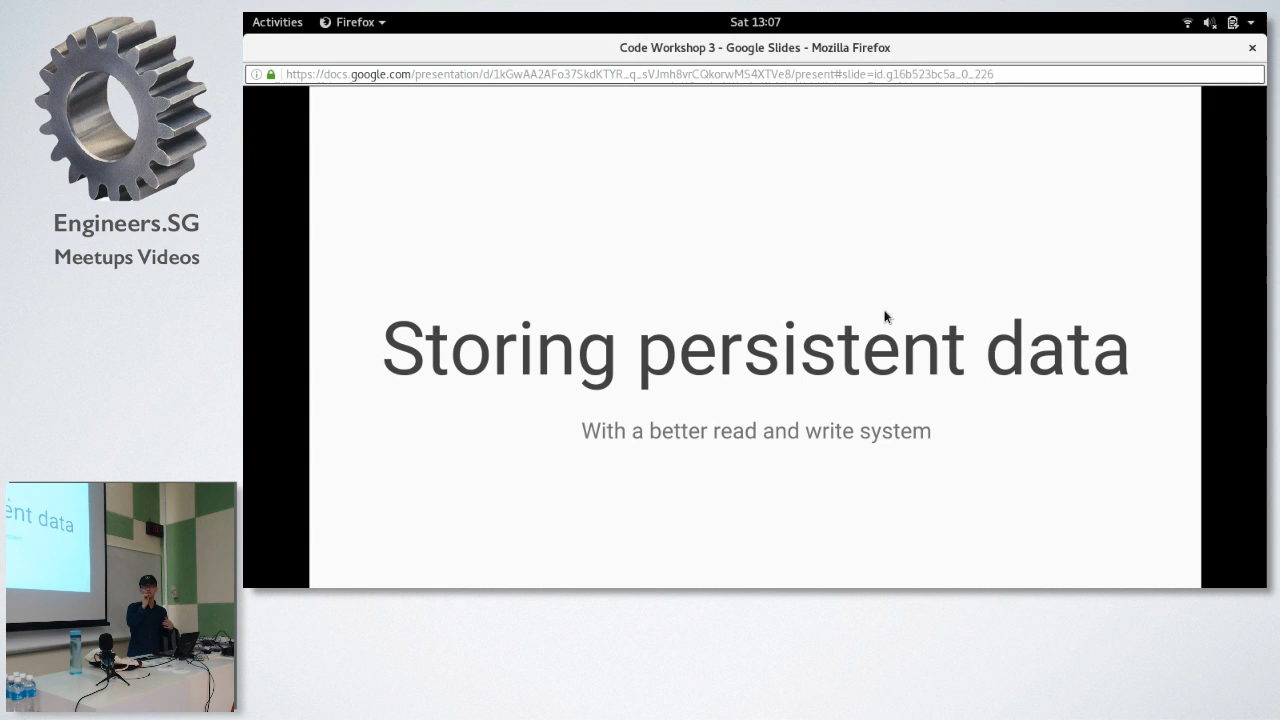 Activities
Firefox
Sat 13:07
Code Workshop 3 - Google Slides - Mozilla Firefox
https://docs.google.com/presentation/d/1kGwAA2AFo37SkdKTYR_q_sVJmh8vrCQkorwMS4XTVe8/present#slide=id.g16b523bc5a_0_226
Engineers.SG
Meetups Videos
Storing persistent data
With a better read and write system
ent data